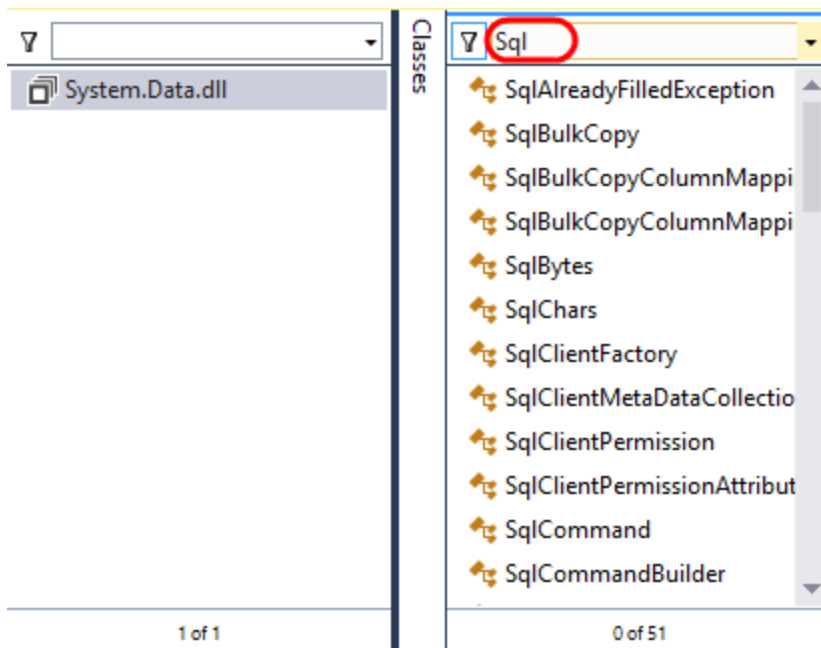 System.Data.dll
1 of 1
Classes
Sql
SqlAlreadyFilledException
SqlBulkCopy
SqlBulkCopyColumnMappi
SqlBulkCopyColumnMappi
SqlBytes
SqlChars
SqlClientFactory
SqlClientMetaDataCollectio
SqlClientPermission
SqlClientPermissionAttribut
SqlCommand
SqlCommandBuilder
0 of 51